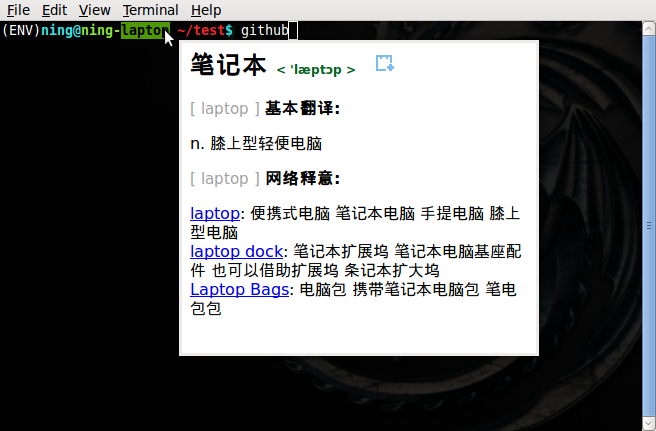 File Edit View Terminal Help
(ENV)ning@ning-laptop ~/test$ github
笔记本 < 'læptɔp >
[ laptop ] 基本翻译:
n. 膝上型轻便电脑
[ laptop ] 网络释意:
laptop: 便携式电脑 笔记本电脑 手提电脑 膝上
型电脑
laptop dock: 笔记本扩展坞 笔记本电脑基座配
件 也可以借助扩展坞 条记本扩大坞
Laptop Bags: 电脑包 携带笔记本电脑包 笔电
包包